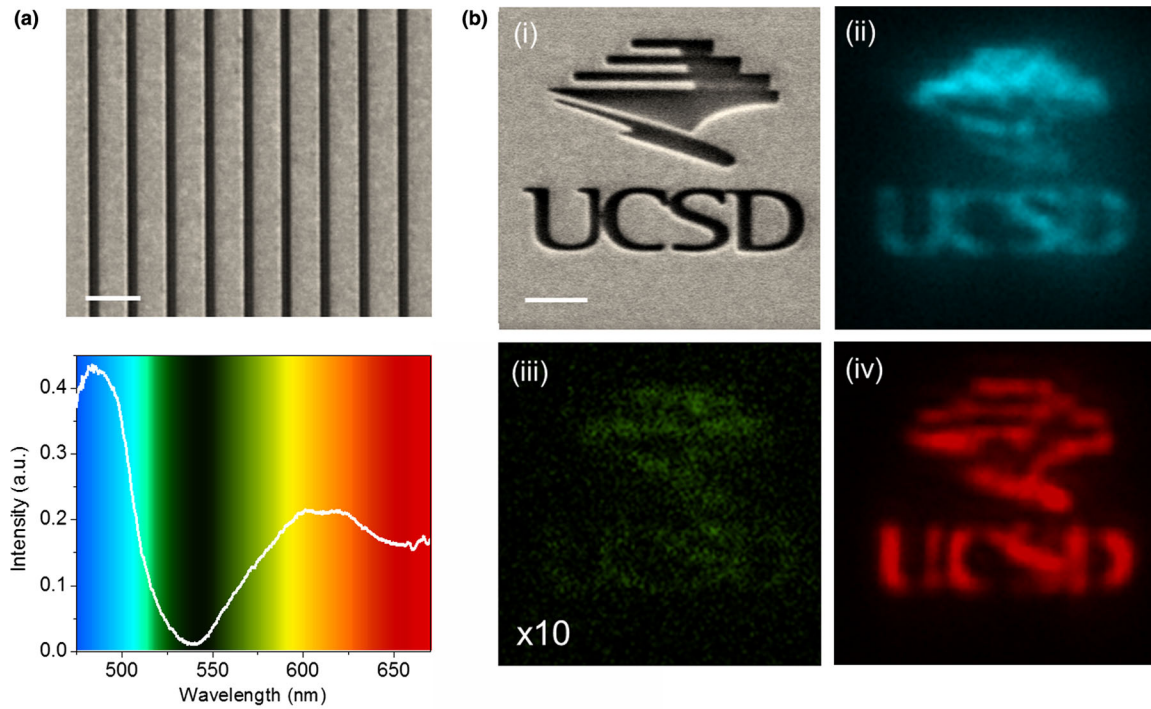 (a)
(b)
(i)
UCSD
(ii)
UCSD
(iii)
x10
(iv)
UCSD
0.4
0.3
0.2
0.1
0.0
Intensity (a.u.)
500
550
600
650
Wavelength (nm)